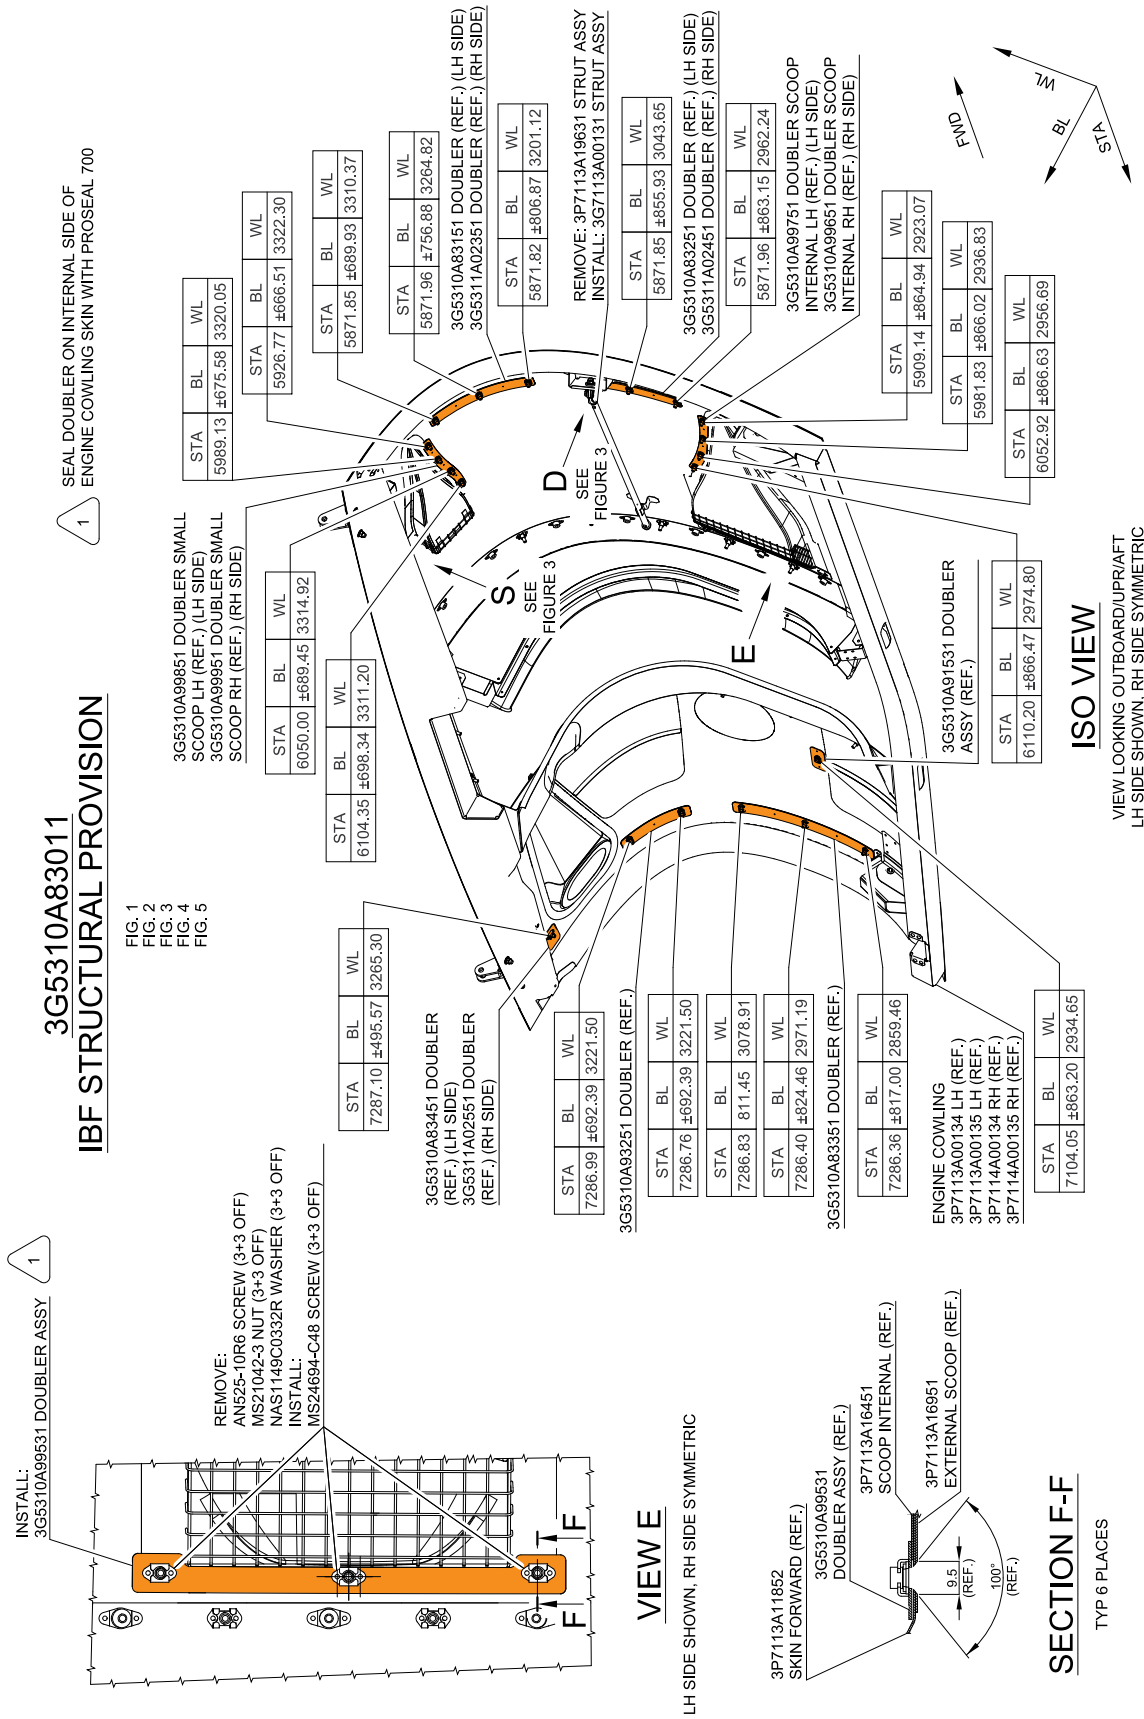 3G5310A83011
IBF STRUCTURAL PROVISION
FIG. 1
FIG. 2
FIG. 3
FIG. 4
FIG. 5
1
SEAL DOUBLER ON INTERNAL SIDE OF
ENGINE COWLING SKIN WITH PROSEAL 700
INSTALL:
3G5310A99531 DOUBLER ASSY
1
REMOVE:
AN525-10R6 SCREW (3+3 OFF)
MS21042-3 NUT (3+3 OFF)
NAS1149C0332R WASHER (3+3 OFF)
INSTALL:
MS24694-C48 SCREW (3+3 OFF)
F
F
VIEW E
LH SIDE SHOWN, RH SIDE SYMMETRIC
3P7113A11852
SKIN FORWARD (REF.)
3G5310A99531
DOUBLER ASSY (REF.)
3P7113A16451
SCOOP INTERNAL (REF.)
3P7113A16951
EXTERNAL SCOOP (REF.)
9.5
(REF.)
100°
(REF.)
SECTION F-F
TYP 6 PLACES
STA BL WL
7287.10 ±495.57 3265.30
3G5310A83451 DOUBLER
(REF.) (LH SIDE)
3G5311A02551 DOUBLER
(REF.) (RH SIDE)
STA BL WL
7286.99 ±692.39 3221.50
3G5310A93251 DOUBLER (REF.)
STA BL WL
7286.76 ±692.39 3221.50
STA BL WL
7286.83 811.45 3078.91
STA BL WL
7286.40 ±824.46 2971.19
3G5310A83351 DOUBLER (REF.)
STA BL WL
7286.36 ±817.00 2859.46
ENGINE COWLING
3P7113A00134 LH (REF.)
3P7113A00135 LH (REF.)
3P7114A00134 RH (REF.)
3P7114A00135 RH (REF.)
STA BL WL
7104.05 ±863.20 2934.65
3G5310A99851 DOUBLER SMALL
SCOOP LH (REF.) (LH SIDE)
3G5310A99951 DOUBLER SMALL
SCOOP RH (REF.) (RH SIDE)
STA BL WL
6050.00 ±689.45 3314.92
STA BL WL
6104.35 ±698.34 3311.20
STA BL WL
5989.13 ±675.58 3320.05
STA BL WL
5926.77 ±666.51 3322.30
STA BL WL
5871.85 ±689.93 3310.37
STA BL WL
5871.96 ±756.88 3264.82
3G5310A83151 DOUBLER (REF.) (LH SIDE)
3G5311A02351 DOUBLER (REF.) (RH SIDE)
STA BL WL
5871.82 ±806.87 3201.12
REMOVE: 3P7113A19631 STRUT ASSY
INSTALL: 3G7113A00131 STRUT ASSY
STA BL WL
5871.85 ±855.93 3043.65
3G5310A83251 DOUBLER (REF.) (LH SIDE)
3G5311A02451 DOUBLER (REF.) (RH SIDE)
STA BL WL
5871.96 ±863.15 2962.24
3G5310A99751 DOUBLER SCOOP
INTERNAL LH (REF.) (LH SIDE)
3G5310A99651 DOUBLER SCOOP
INTERNAL RH (REF.) (RH SIDE)
STA BL WL
5909.14 ±864.94 2923.07
STA BL WL
5981.83 ±866.02 2936.83
STA BL WL
6052.92 ±866.63 2956.69
3G5310A91531 DOUBLER
ASSY (REF.)
STA BL WL
6110.20 ±866.47 2974.80
S
SEE
FIGURE 3
D
SEE
FIGURE 3
E
FWD
WL
BL
STA
ISO VIEW
VIEW LOOKING OUTBOARD/UPR/AFT
LH SIDE SHOWN, RH SIDE SYMMETRIC